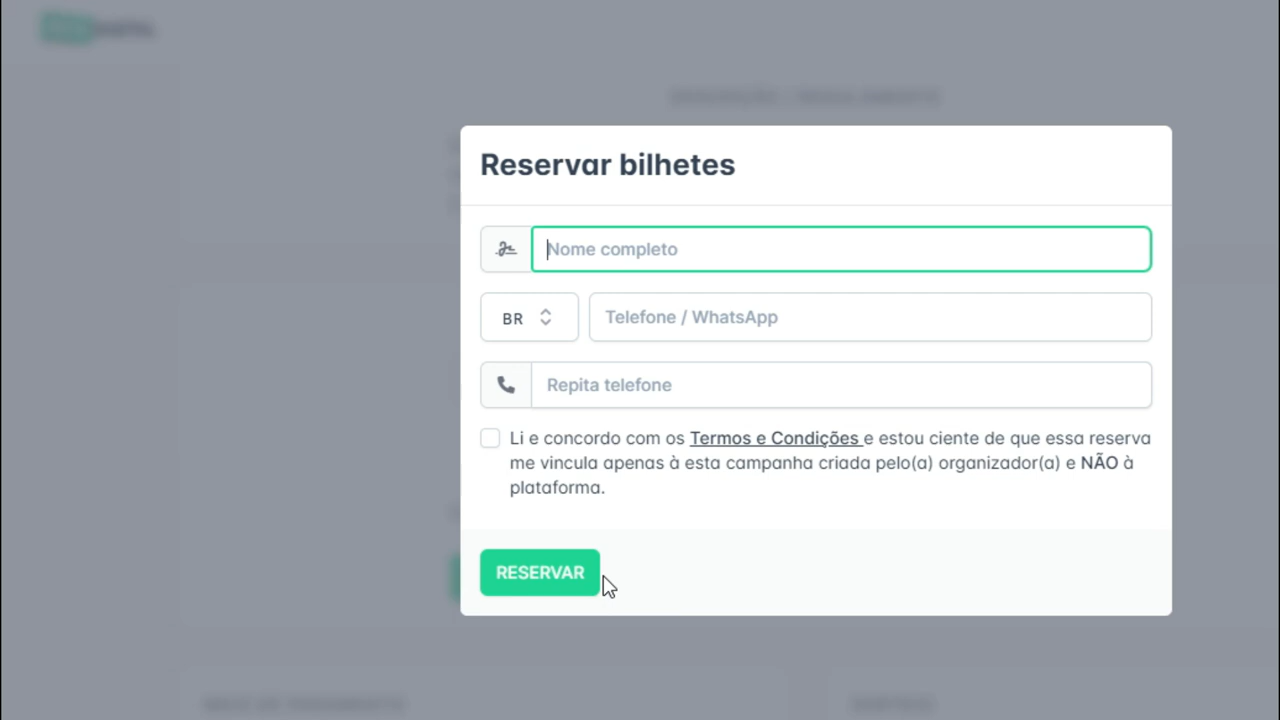 Reservar bilhetes
Nome completo
BR
Telefone / WhatsApp
Repita telefone
Li e concordo com os Termos e Condições e estou ciente de que essa reserva
me vincula apenas à esta campanha criada pelo(a) organizador(a) e NÃO à
plataforma.
RESERVAR